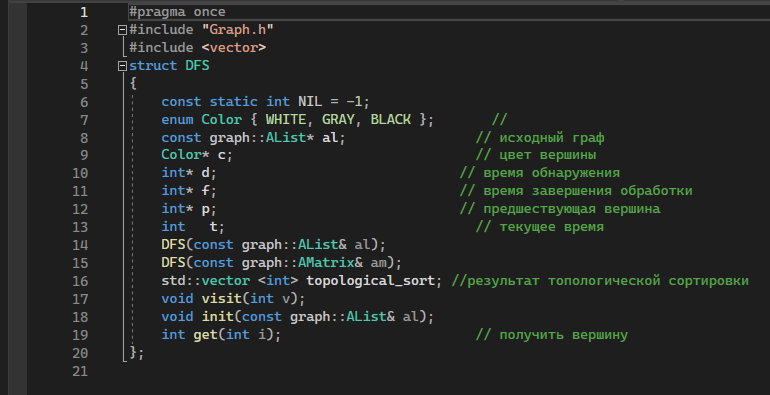 1 #pragma once
2 #include "Graph.h"
3 #include <vector>
4 struct DFS
5 {
6 const static int NIL = -1;
7 enum Color { WHITE, GRAY, BLACK }; //
8 const graph::AList* al; // исходный граф
9 Color* c; // цвет вершины
10 int* d; // время обнаружения
11 int* f; // время завершения обработки
12 int* p; // предшествующая вершина
13 int t; // текущее время
14 DFS(const graph::AList& al);
15 DFS(const graph::AMatrix& am);
16 std::vector <int> topological_sort; //результат топологической сортировки
17 void visit(int v);
18 void init(const graph::AList& al);
19 int get(int i); // получить вершину
20 };
21